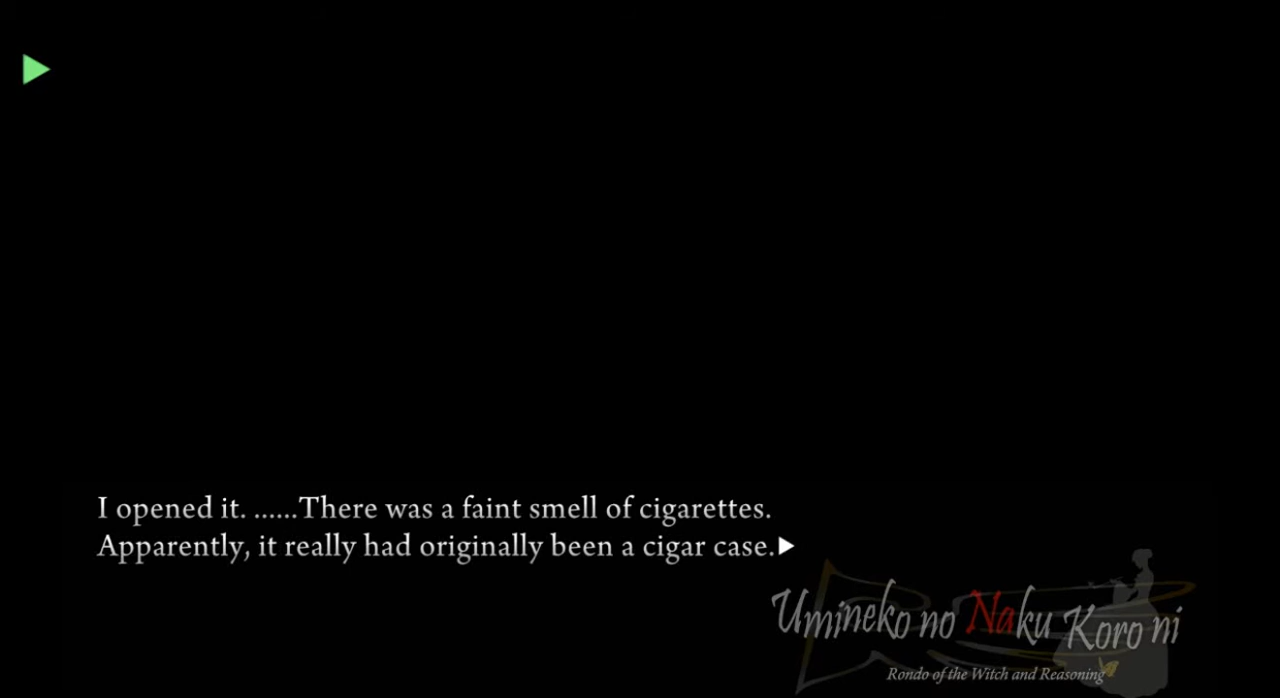 I opened it. ......There was a faint smell of cigarettes.
Apparently, it really had originally been a cigar case.
Umineko no Naku Koro ni
Rondo of the Witch and Reasoning